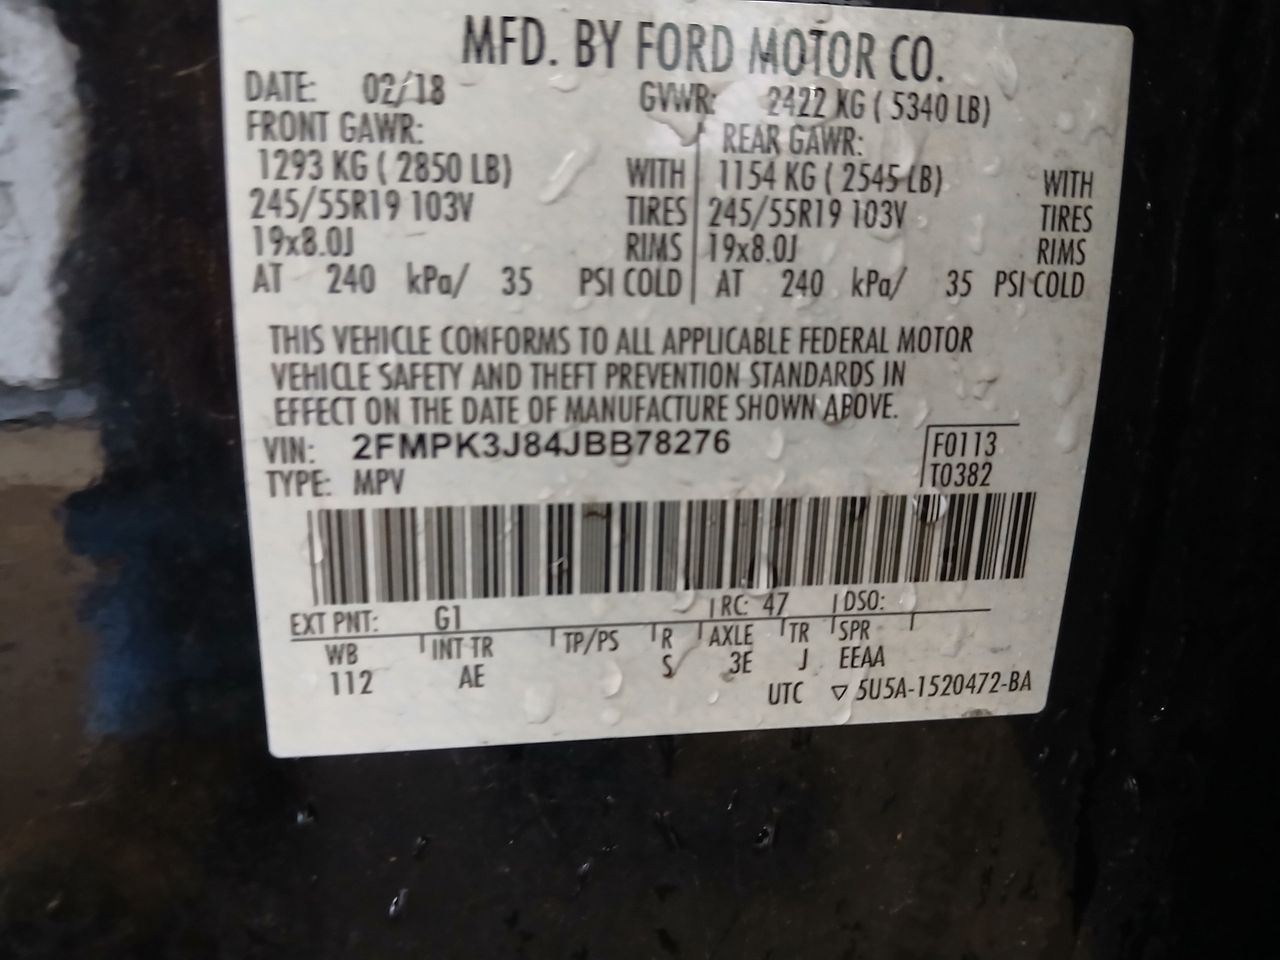 MFD. BY FORD MOTOR CO.
DATE: 02/18 GVWR: 2422 KG ( 5340 LB)
FRONT GAWR: REAR GAWR:
1293 KG ( 2850 LB) WITH 1154 KG ( 2545 LB) WITH
245/55R19 103V TIRES 245/55R19 103V TIRES
19x8.0J RIMS 19x8.0J RIMS
AT 240 kPa/ 35 PSI COLD AT 240 kPa/ 35 PSI COLD
THIS VEHICLE CONFORMS TO ALL APPLICABLE FEDERAL MOTOR
VEHICLE SAFETY AND THEFT PREVENTION STANDARDS IN
EFFECT ON THE DATE OF MANUFACTURE SHOWN ABOVE.
VIN: 2FMPK3J84JBB78276 F0113
TYPE: MPV T0382
EXT PNT: G1 RC: 47 DSO:
WB INT TR TP/PS R AXLE TR SPR
112 AE S 3E J EEAA
UTC ▽ 5U5A-1520472-BA